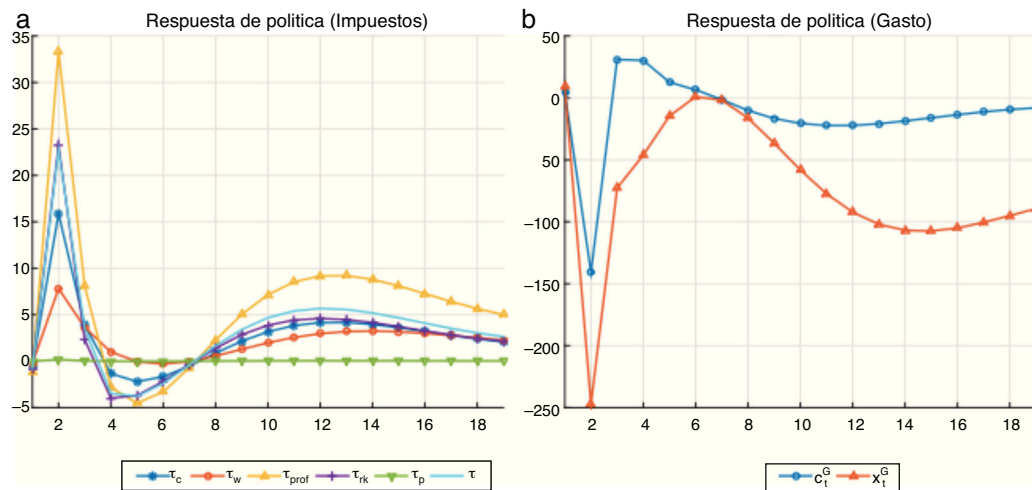 a
Respuesta de politica (Impuestos)
35
30
25
20
15
10
5
0
−5
2 4 6 8 10 12 14 16 18
τc τw τprof τrk τp τ
b
Respuesta de politica (Gasto)
50
0
50
−100
−150
−200
−250
2 4 6 8 10 12 14 16 18
c_t^G x_t^G